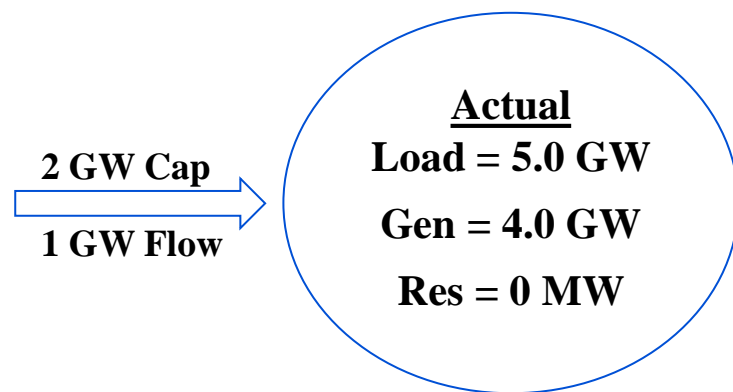 2 GW Cap
1 GW Flow
Actual
Load = 5.0 GW
Gen = 4.0 GW
Res = 0 MW